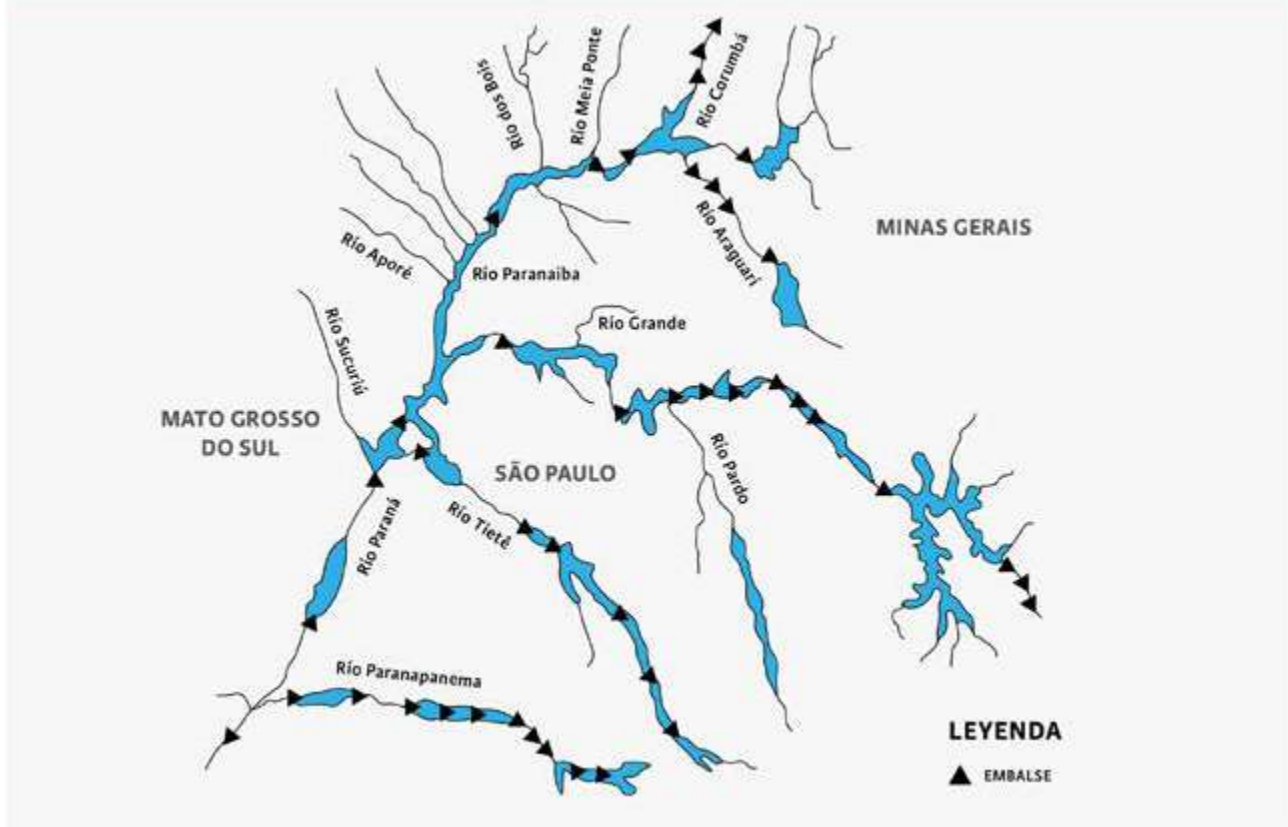 Río dos Bois
Río Meia Ponte
Río Corumbá
MINAS GERAIS
Río Aporé
Río Paranaiba
Río Araguarí
Río Grande
Río Sucuriú
MATO GROSSO
DO SUL
SÃO PAULO
Río Pardo
Río Paraná
Río Tietê
Río Paranapanema
LEYENDA
EMBALSE